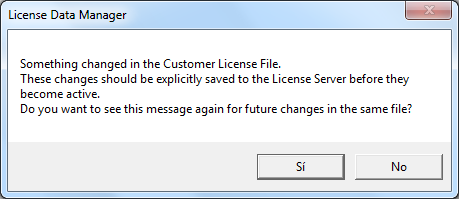 License Data Manager
Something changed in the Customer License File.
These changes should be explicitly saved to the License Server before they
become active.
Do you want to see this message again for future changes in the same file?
Sí
No